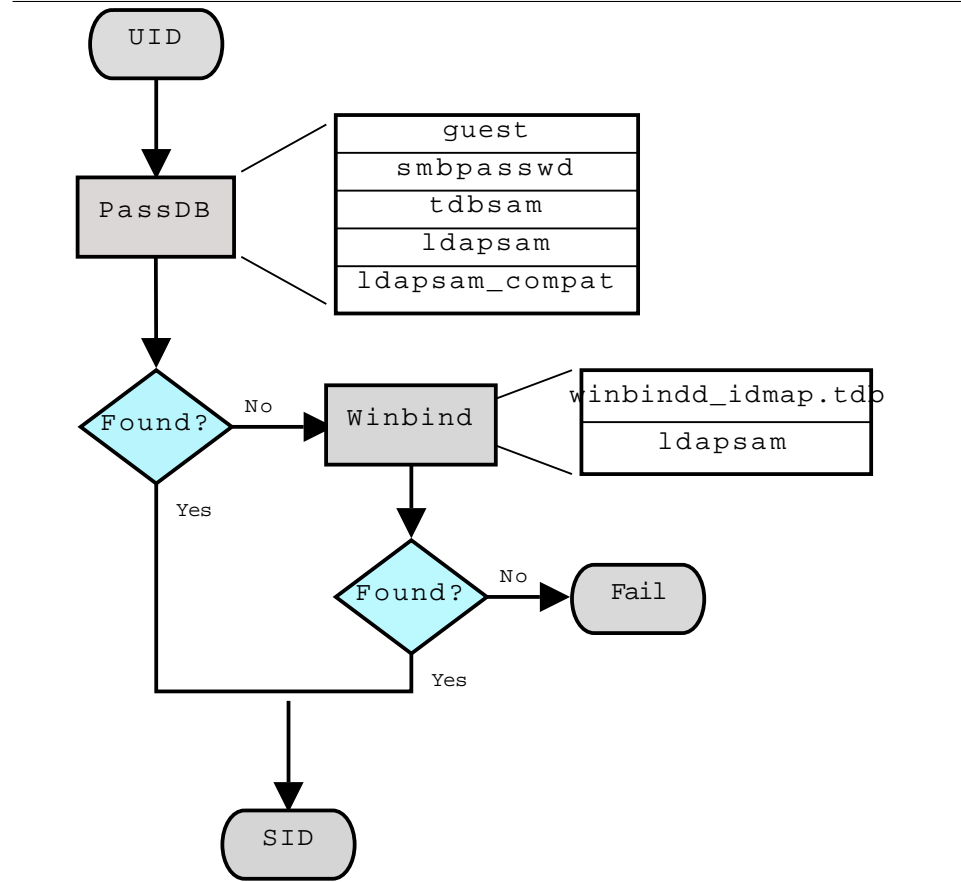 UID
guest
smbpasswd
tdbsam
ldapsam
ldapsam_compat
PassDB
Found?
No
Winbind
winbindd_idmap.tdb
ldapsam
Yes
Found?
No
Fail
Yes
SID